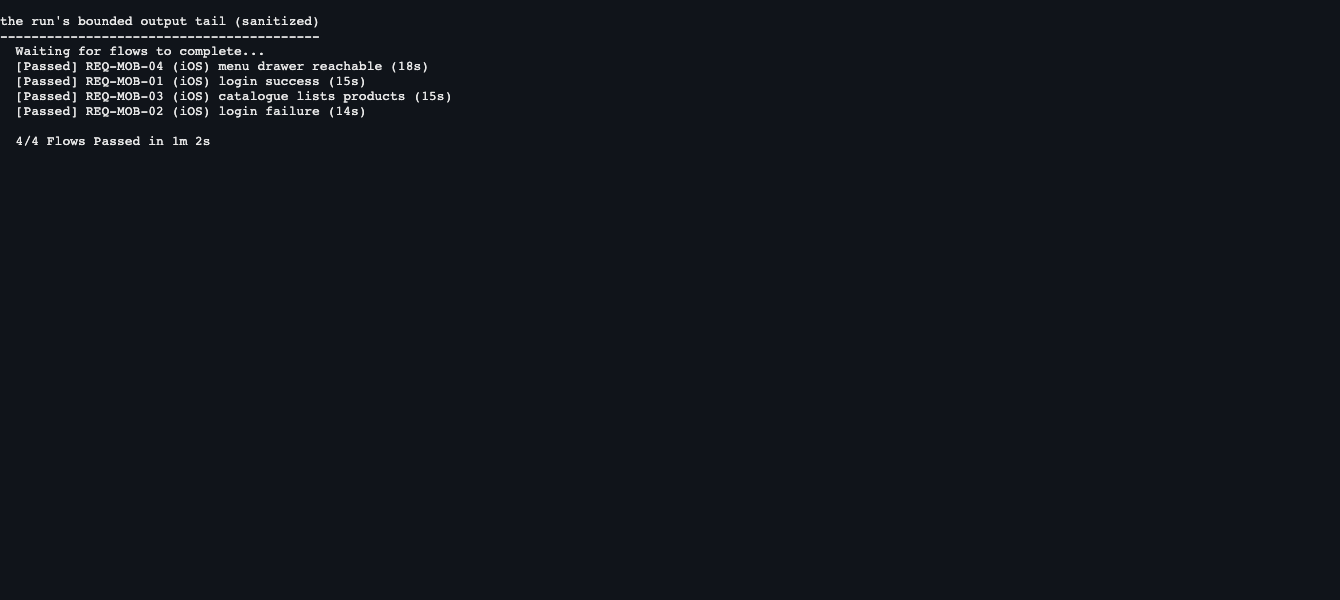 the run's bounded output tail (sanitized)
-----------------------------------------
Waiting for flows to complete...
[Passed] REQ-MOB-04 (iOS) menu drawer reachable (18s)
[Passed] REQ-MOB-01 (iOS) login success (15s)
[Passed] REQ-MOB-03 (iOS) catalogue lists products (15s)
[Passed] REQ-MOB-02 (iOS) login failure (14s)
4/4 Flows Passed in 1m 2s